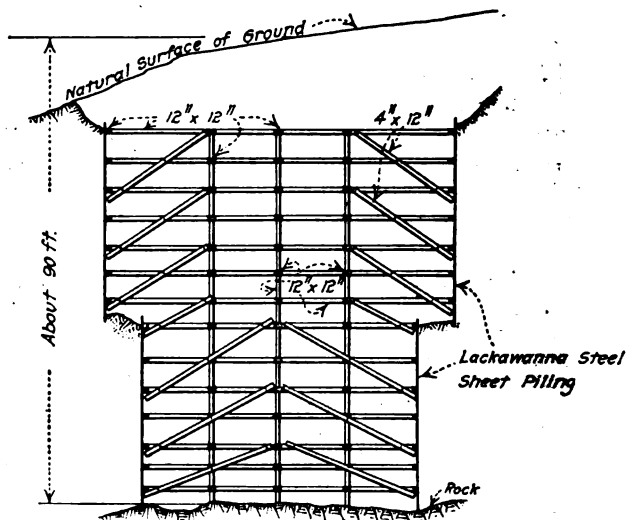 Natural Surface of Ground
12" x 12"
4" x 12"
About 90 ft.
12" x 12"
Lackawanna Steel
Sheet Piling
Rock